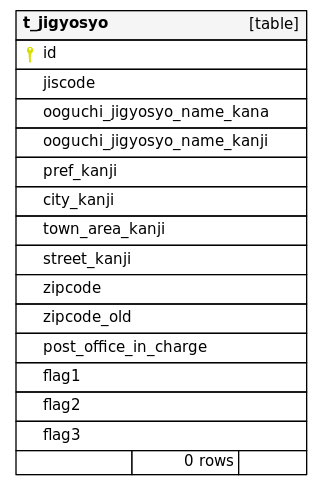 t_jigyosyo [table]
id
jiscode
ooguchi_jigyosyo_name_kana
ooguchi_jigyosyo_name_kanji
pref_kanji
city_kanji
town_area_kanji
street_kanji
zipcode
zipcode_old
post_office_in_charge
flag1
flag2
flag3
0 rows